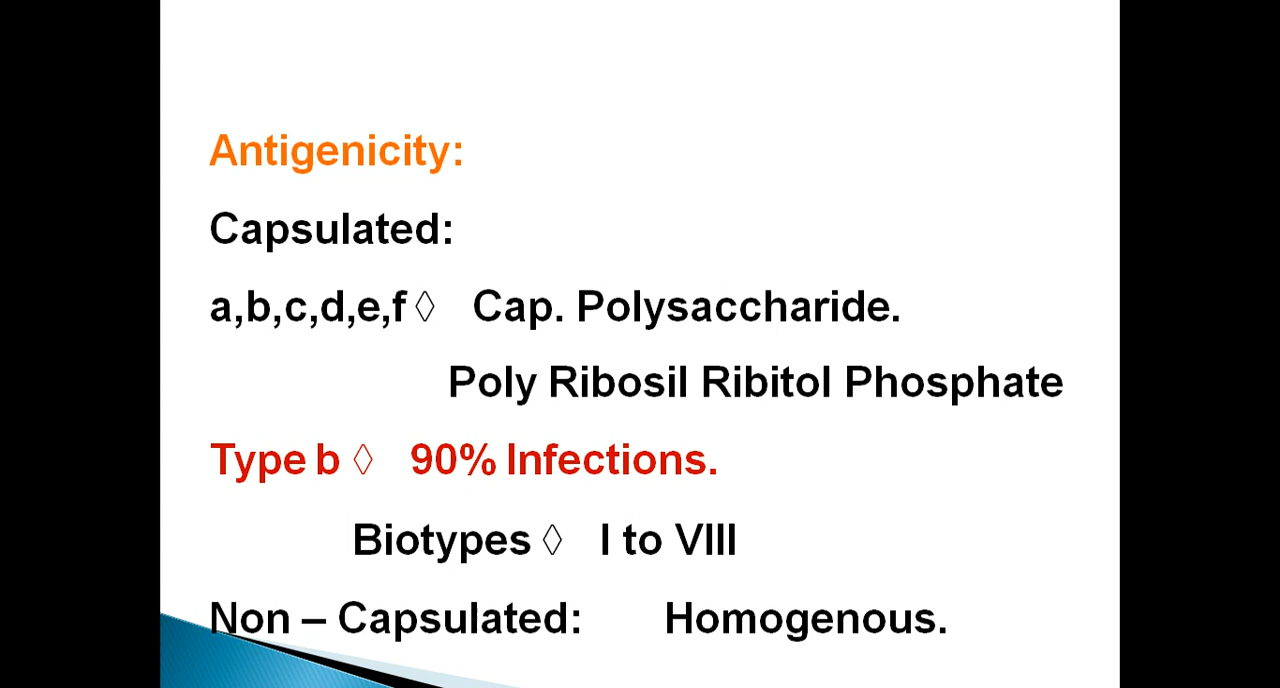 Antigenicity:
Capsulated:
a,b,c,d,e,f ◊ Cap. Polysaccharide.
Poly Ribosil Ribitol Phosphate
Type b ◊ 90% Infections.
Biotypes ◊ I to VIII
Non – Capsulated: Homogenous.